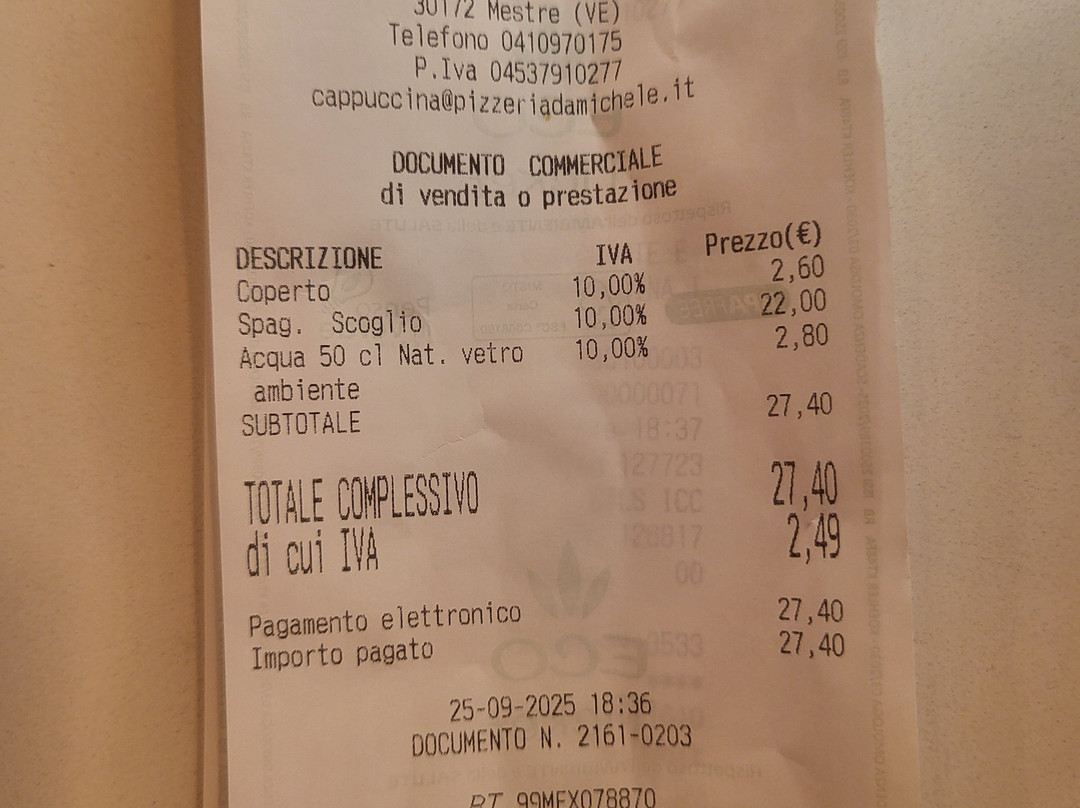 30172 Mestre (VE)
Telefono 0410970175
P.Iva 04537910277
cappuccina@pizzeriadamichele.it
DOCUMENTO COMMERCIALE
di vendita o prestazione
DESCRIZIONE IVA Prezzo(€)
Coperto 10,00% 2,60
Spag. Scoglio 10,00% 22,00
Acqua 50 cl Nat. vetro 10,00% 2,80
ambiente
SUBTOTALE 27,40
TOTALE COMPLESSIVO 27,40
di cui IVA 2,49
Pagamento elettronico 27,40
Importo pagato 27,40
25-09-2025 18:36
DOCUMENTO N. 2161-0203
RT 99MEX078870